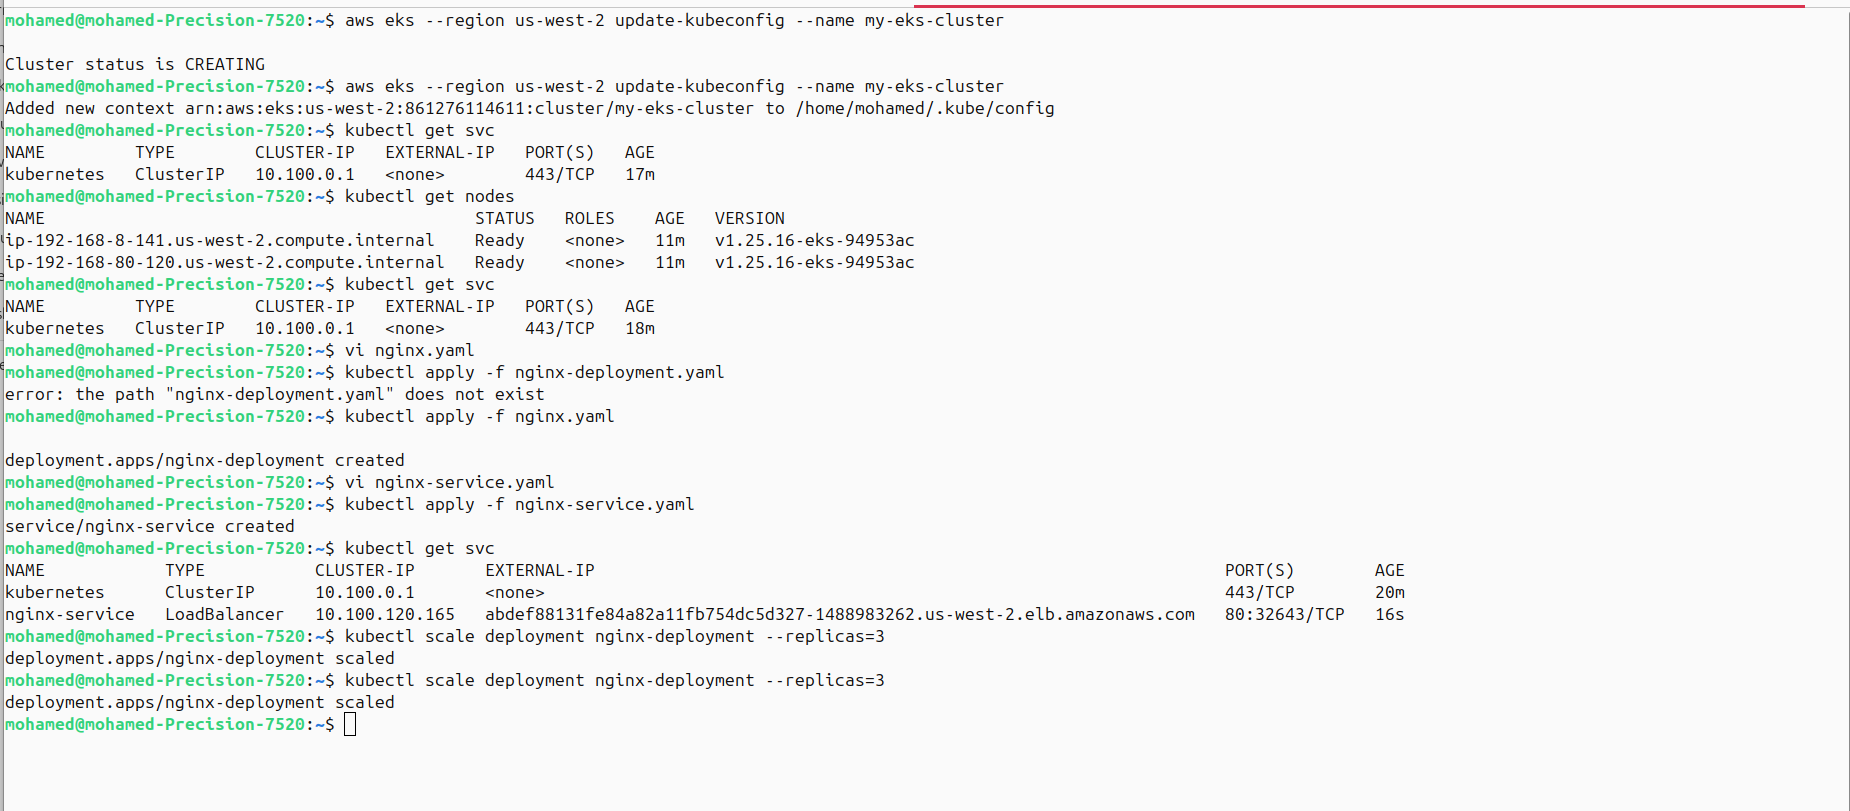 mohamed@mohamed-Precision-7520:~$ aws eks --region us-west-2 update-kubeconfig --name my-eks-cluster
Cluster status is CREATING
mohamed@mohamed-Precision-7520:~$ aws eks --region us-west-2 update-kubeconfig --name my-eks-cluster
Added new context arn:aws:eks:us-west-2:861276114611:cluster/my-eks-cluster to /home/mohamed/.kube/config
mohamed@mohamed-Precision-7520:~$ kubectl get svc
NAME         TYPE        CLUSTER-IP   EXTERNAL-IP   PORT(S)   AGE
kubernetes   ClusterIP   10.100.0.1   <none>        443/TCP   17m
mohamed@mohamed-Precision-7520:~$ kubectl get nodes
NAME                                           STATUS   ROLES    AGE   VERSION
ip-192-168-8-141.us-west-2.compute.internal    Ready    <none>   11m   v1.25.16-eks-94953ac
ip-192-168-80-120.us-west-2.compute.internal   Ready    <none>   11m   v1.25.16-eks-94953ac
mohamed@mohamed-Precision-7520:~$ kubectl get svc
NAME         TYPE        CLUSTER-IP   EXTERNAL-IP   PORT(S)   AGE
kubernetes   ClusterIP   10.100.0.1   <none>        443/TCP   18m
mohamed@mohamed-Precision-7520:~$ vi nginx.yaml
mohamed@mohamed-Precision-7520:~$ kubectl apply -f nginx-deployment.yaml
error: the path "nginx-deployment.yaml" does not exist
mohamed@mohamed-Precision-7520:~$ kubectl apply -f nginx.yaml
deployment.apps/nginx-deployment created
mohamed@mohamed-Precision-7520:~$ vi nginx-service.yaml
mohamed@mohamed-Precision-7520:~$ kubectl apply -f nginx-service.yaml
service/nginx-service created
mohamed@mohamed-Precision-7520:~$ kubectl get svc
NAME            TYPE           CLUSTER-IP       EXTERNAL-IP                                                               PORT(S)        AGE
kubernetes      ClusterIP      10.100.0.1       <none>                                                                    443/TCP        20m
nginx-service   LoadBalancer   10.100.120.165   abdef88131fe84a82a11fb754dc5d327-1488983262.us-west-2.elb.amazonaws.com   80:32643/TCP   16s
mohamed@mohamed-Precision-7520:~$ kubectl scale deployment nginx-deployment --replicas=3
deployment.apps/nginx-deployment scaled
mohamed@mohamed-Precision-7520:~$ kubectl scale deployment nginx-deployment --replicas=3
deployment.apps/nginx-deployment scaled
mohamed@mohamed-Precision-7520:~$